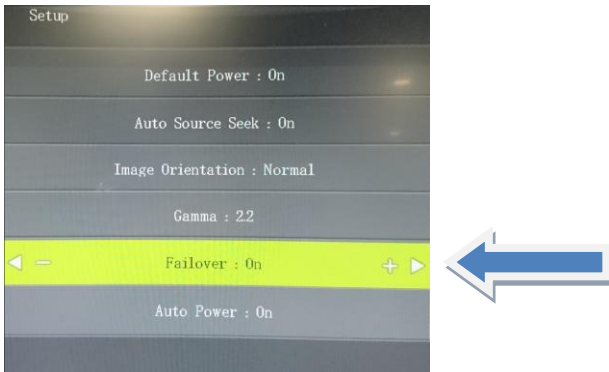 Setup
Default Power : On
Auto Source Seek : On
Image Orientation : Normal
Gamma : 2.2
Failover : On
Auto Power : On